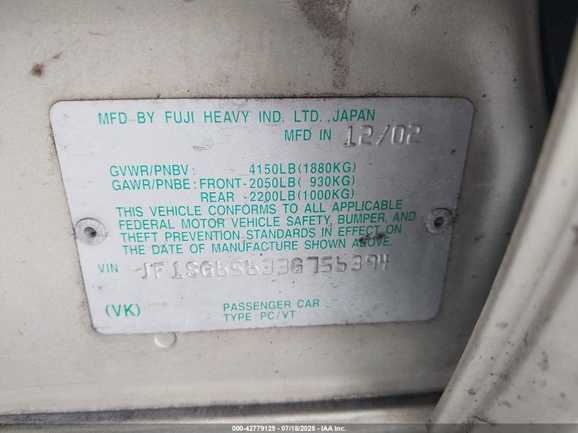 MFD BY FUJI HEAVY IND. LTD.,JAPAN
MFD IN 12/02
GVWR/PNBV: 4150LB(1880KG)
GAWR/PNBE:FRONT-2050LB( 930KG)
REAR -2200LB(1000KG)
THIS VEHICLE CONFORMS TO ALL APPLICABLE
FEDERAL MOTOR VEHICLE SAFETY, BUMPER, AND
THEFT PREVENTION STANDARDS IN EFFECT ON
THE DATE OF MANUFACTURE SHOWN ABOVE.
VIN JF1SG65633G756394
(VK)
PASSENGER CAR
TYPE PC/VT
000-42779129 07/18/2025 IAA Inc.